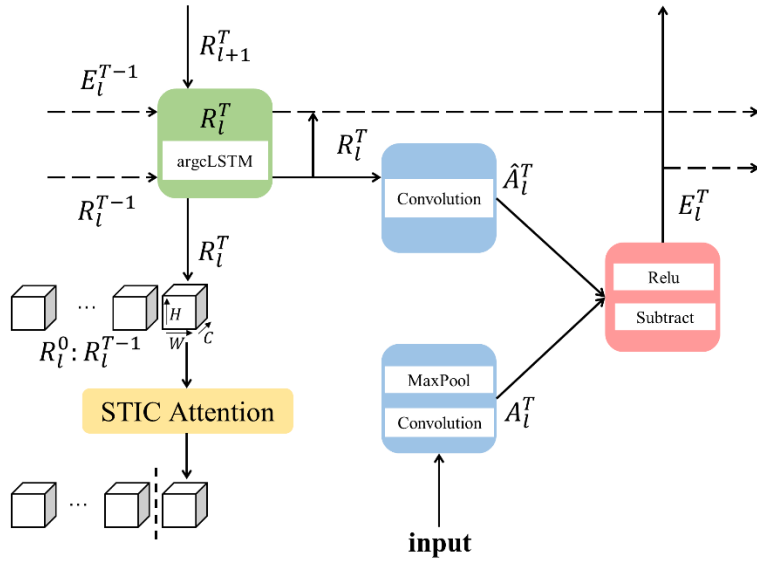 $R_{l+1}^{T}$
$E_l^{T-1}$
$R_l^{T}$
argcLSTM
$R_l^{T}$
$R_l^{T-1}$
Convolution
$\hat{A}_l^{T}$
$E_l^{T}$
$R_l^{T}$
Relu
Subtract
...
H
W
C
$R_l^{0}: R_l^{T-1}$
STIC Attention
MaxPool
Convolution
$A_l^{T}$
...
input